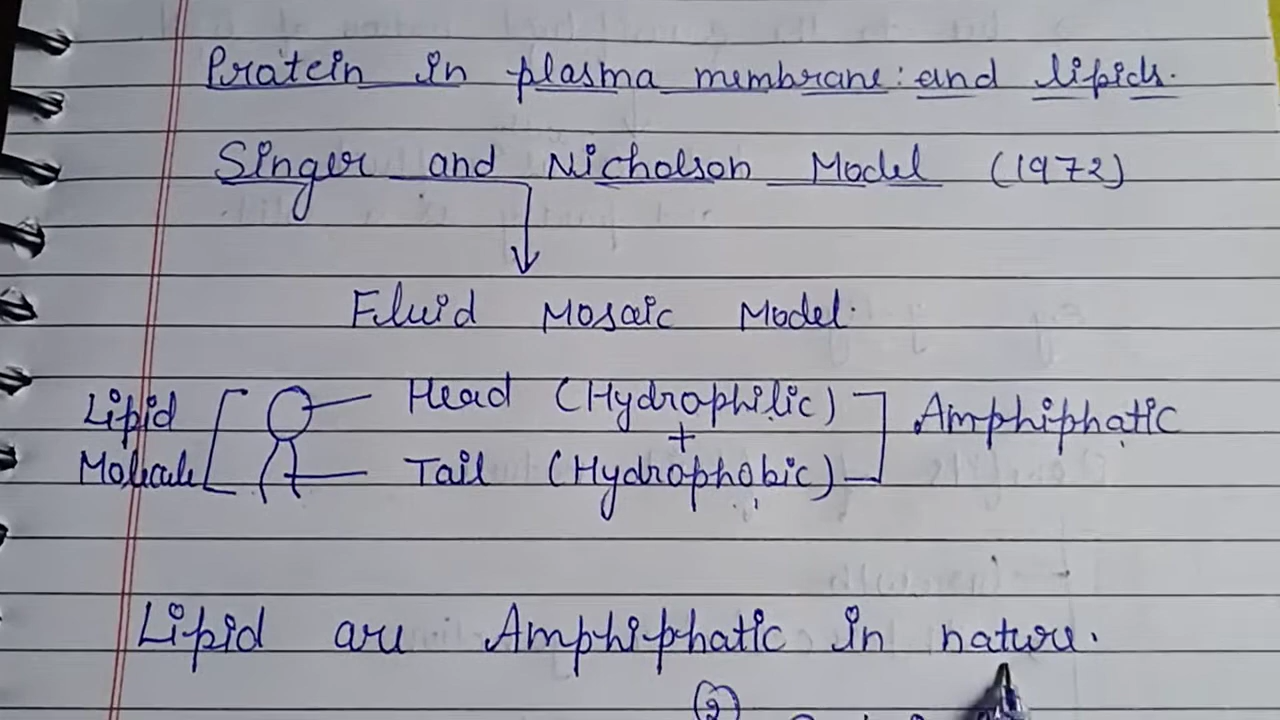 Protein in plasma membrane: and lipids.
Singer and Nicholson Model (1972)
Fluid Mosaic Model.
Lipid Molecule
Head (Hydrophilic)
+
Tail (Hydrophobic)
Amphiphatic
Lipid are Amphiphatic in nature.
2